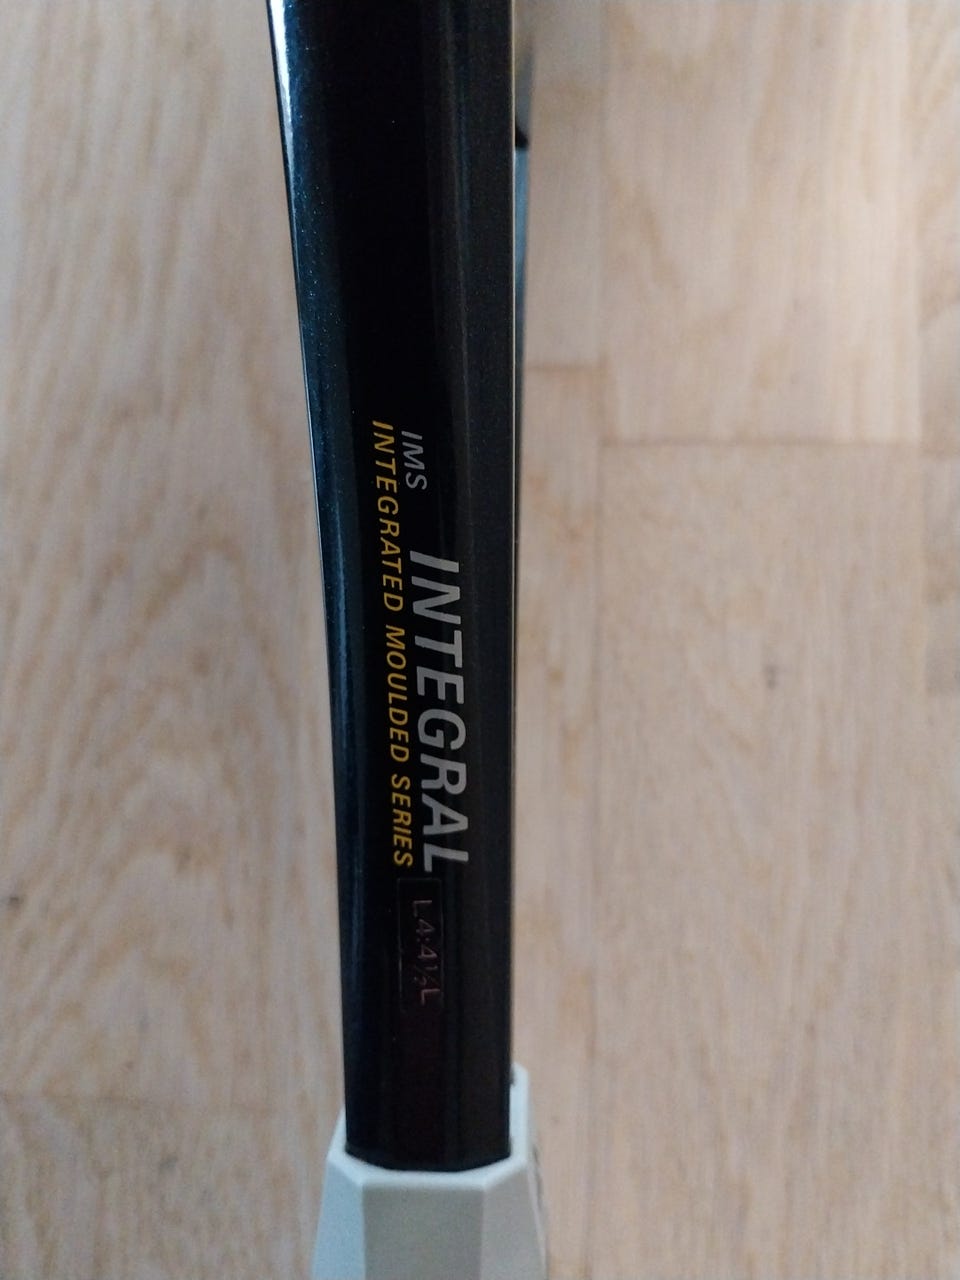 IMS
INTEGRAL
INTEGRATED MOULDED SERIES
L4:4½L